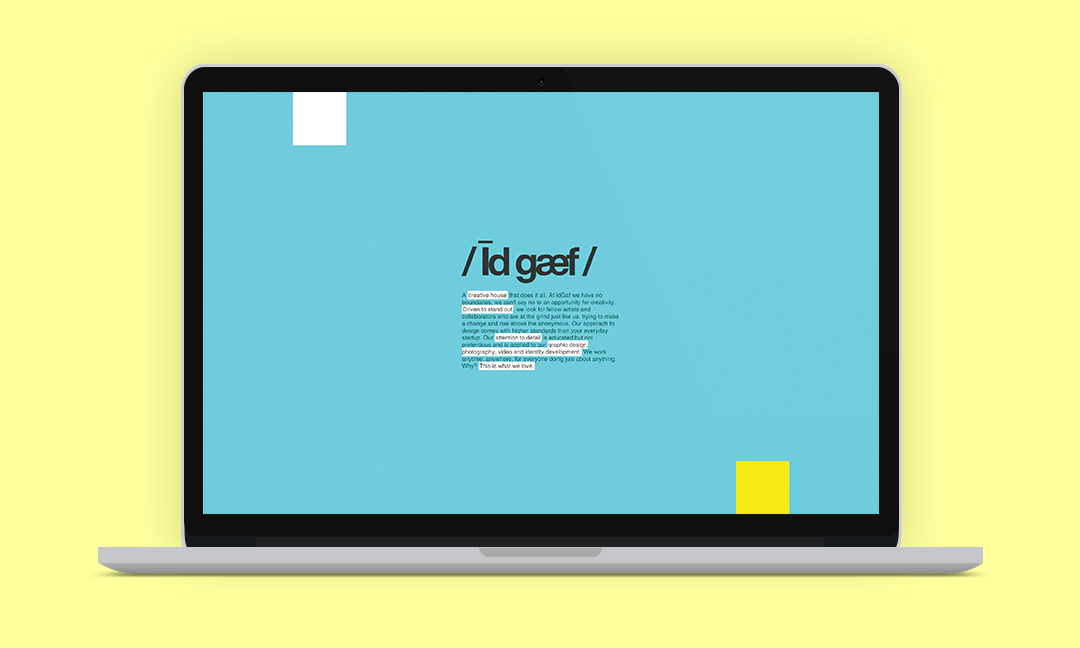 / Īd gæf /
A creative house that does it all. At IdGaf we have no
boundaries, we can't say no to an opportunity for creativity.
Driven to stand out, we look for fellow artists and
collaborators who are at the grind just like us, trying to make
a change and rise above the anonymous. Our approach to
design comes with higher standards than your everyday
startup. Our attention to detail is educated but not
pretentious and is applied to our graphic design,
photography, video and identity development. We work
anytime, anywhere, for everyone doing just about anything
Why? This is what we love.